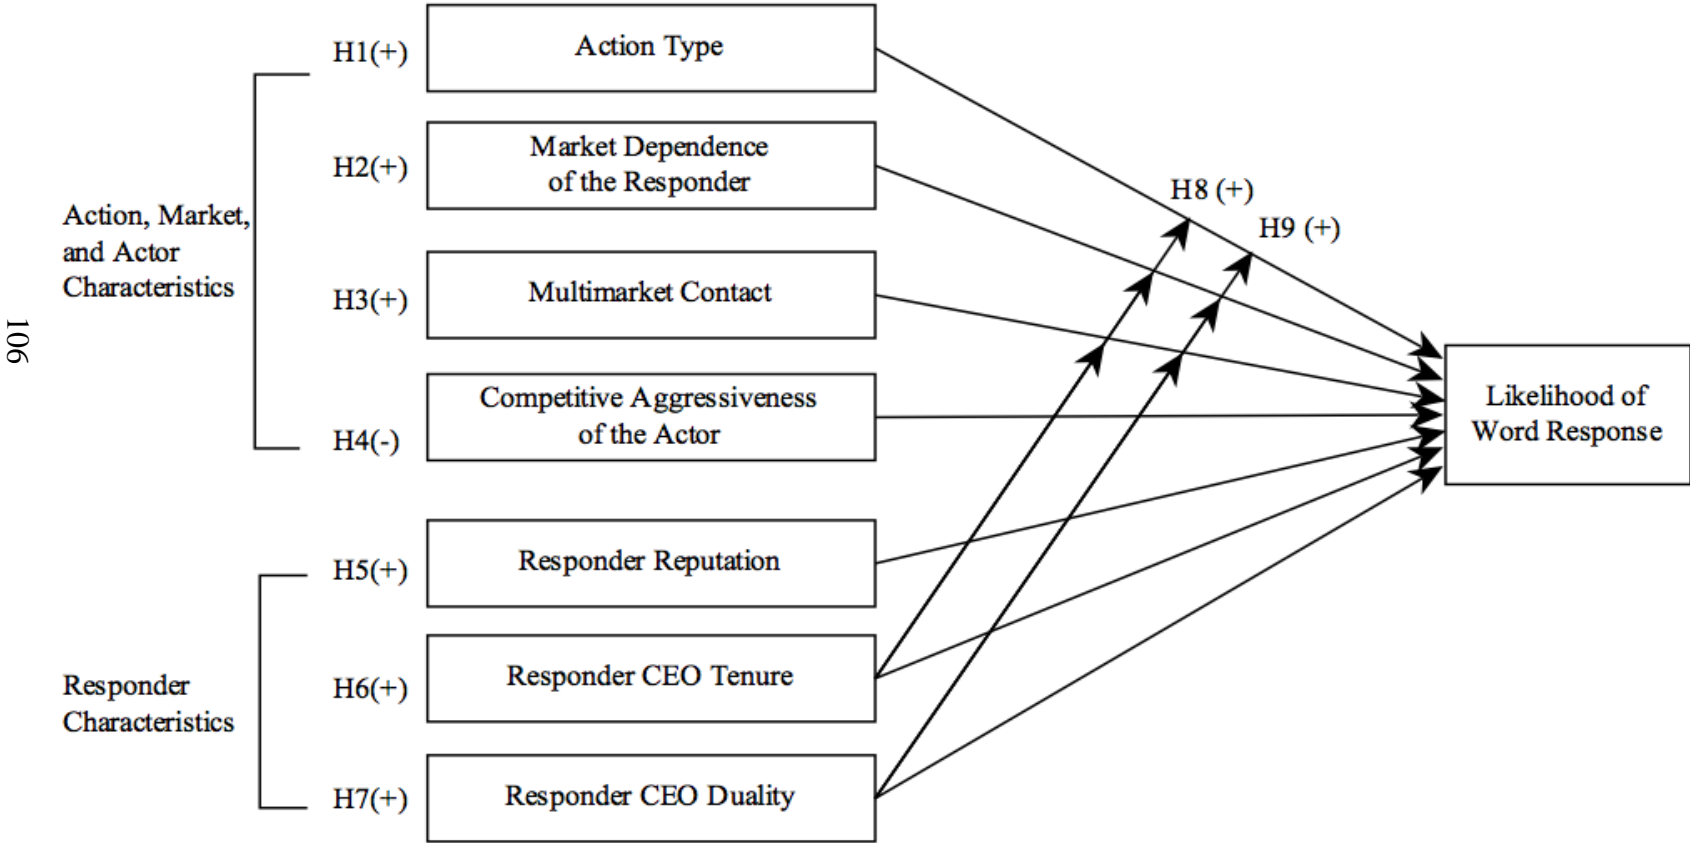 H1(+)
Action Type
H2(+)
Market Dependence
of the Responder
H8 (+)
H9 (+)
Action, Market,
and Actor
Characteristics
H3(+)
Multimarket Contact
106
H4(-)
Competitive Aggressiveness
of the Actor
Likelihood of
Word Response
H5(+)
Responder Reputation
Responder
Characteristics
H6(+)
Responder CEO Tenure
H7(+)
Responder CEO Duality